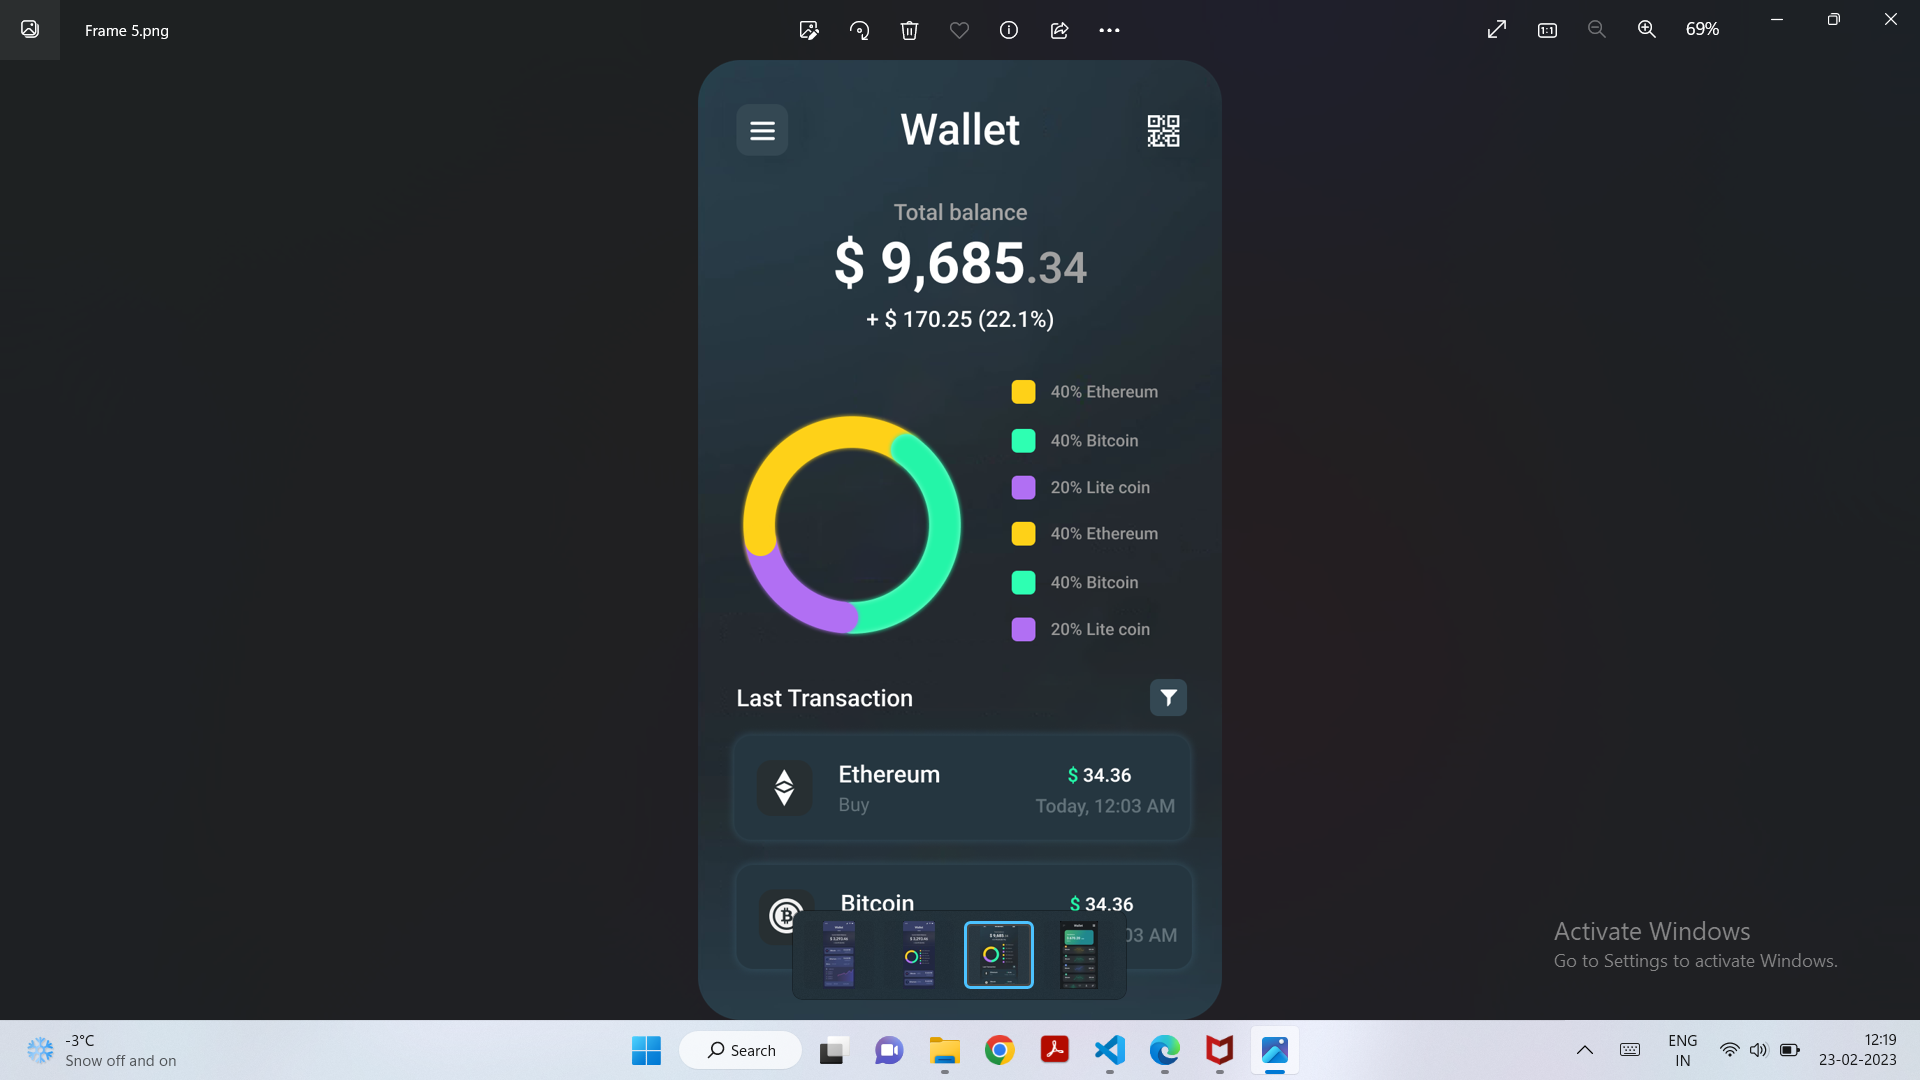 Frame 5.png
69%
Wallet
Total balance
$ 9,685.34
+ $ 170.25 (22.1%)
40% Ethereum
40% Bitcoin
20% Lite coin
40% Ethereum
40% Bitcoin
20% Lite coin
Last Transaction
Ethereum
$ 34.36
Buy
Today, 12:03 AM
Bitcoin
$ 34.36
03 AM
Activate Windows
Go to Settings to activate Windows.
-3°C
Snow off and on
Search
ENG
IN
12:19
23-02-2023